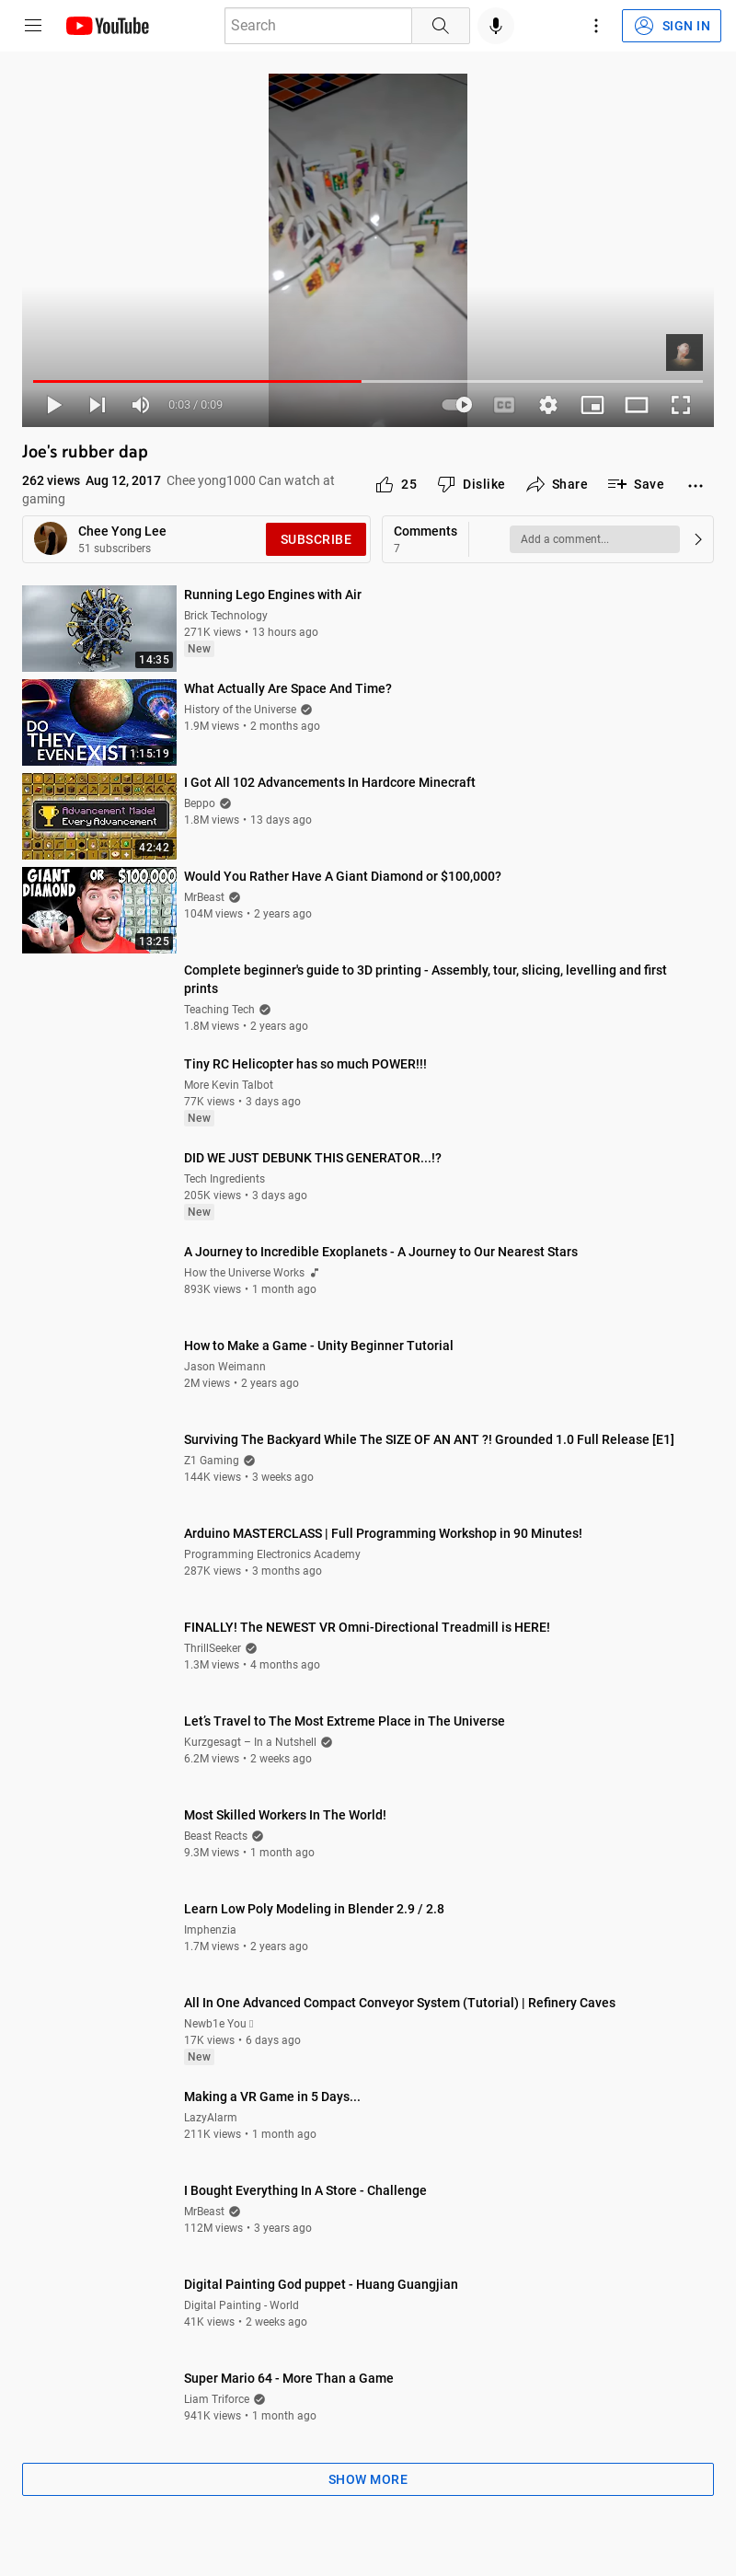 YouTube
Search
SIGN IN
0:03 / 0:09
CC
Joe's rubber dap
262 views Aug 12, 2017 Chee yong1000 Can watch at
gaming
25
Dislike
Share
Save
Chee Yong Lee
51 subscribers
SUBSCRIBE
Comments
7
Add a comment...
Running Lego Engines with Air
Brick Technology
271K views • 13 hours ago
New
14:35
What Actually Are Space And Time?
History of the Universe
1.9M views • 2 months ago
DO
THEY
EVEN EXIST
1:15:19
I Got All 102 Advancements In Hardcore Minecraft
Beppo
1.8M views • 13 days ago
Advancement Made!
Every Advancement
42:42
Would You Rather Have A Giant Diamond or $100,000?
MrBeast
104M views • 2 years ago
GIANT OR $100,000
DIAMOND
13:25
Complete beginner's guide to 3D printing - Assembly, tour, slicing, levelling and first
prints
Teaching Tech
1.8M views • 2 years ago
Tiny RC Helicopter has so much POWER!!!
More Kevin Talbot
77K views • 3 days ago
New
DID WE JUST DEBUNK THIS GENERATOR...!?
Tech Ingredients
205K views • 3 days ago
New
A Journey to Incredible Exoplanets - A Journey to Our Nearest Stars
How the Universe Works
893K views • 1 month ago
How to Make a Game - Unity Beginner Tutorial
Jason Weimann
2M views • 2 years ago
Surviving The Backyard While The SIZE OF AN ANT ?! Grounded 1.0 Full Release [E1]
Z1 Gaming
144K views • 3 weeks ago
Arduino MASTERCLASS | Full Programming Workshop in 90 Minutes!
Programming Electronics Academy
287K views • 3 months ago
FINALLY! The NEWEST VR Omni-Directional Treadmill is HERE!
ThrillSeeker
1.3M views • 4 months ago
Let’s Travel to The Most Extreme Place in The Universe
Kurzgesagt – In a Nutshell
6.2M views • 2 weeks ago
Most Skilled Workers In The World!
Beast Reacts
9.3M views • 1 month ago
Learn Low Poly Modeling in Blender 2.9 / 2.8
Imphenzia
1.7M views • 2 years ago
All In One Advanced Compact Conveyor System (Tutorial) | Refinery Caves
Newb1e You
17K views • 6 days ago
New
Making a VR Game in 5 Days...
LazyAlarm
211K views • 1 month ago
I Bought Everything In A Store - Challenge
MrBeast
112M views • 3 years ago
Digital Painting God puppet - Huang Guangjian
Digital Painting - World
41K views • 2 weeks ago
Super Mario 64 - More Than a Game
Liam Triforce
941K views • 1 month ago
SHOW MORE